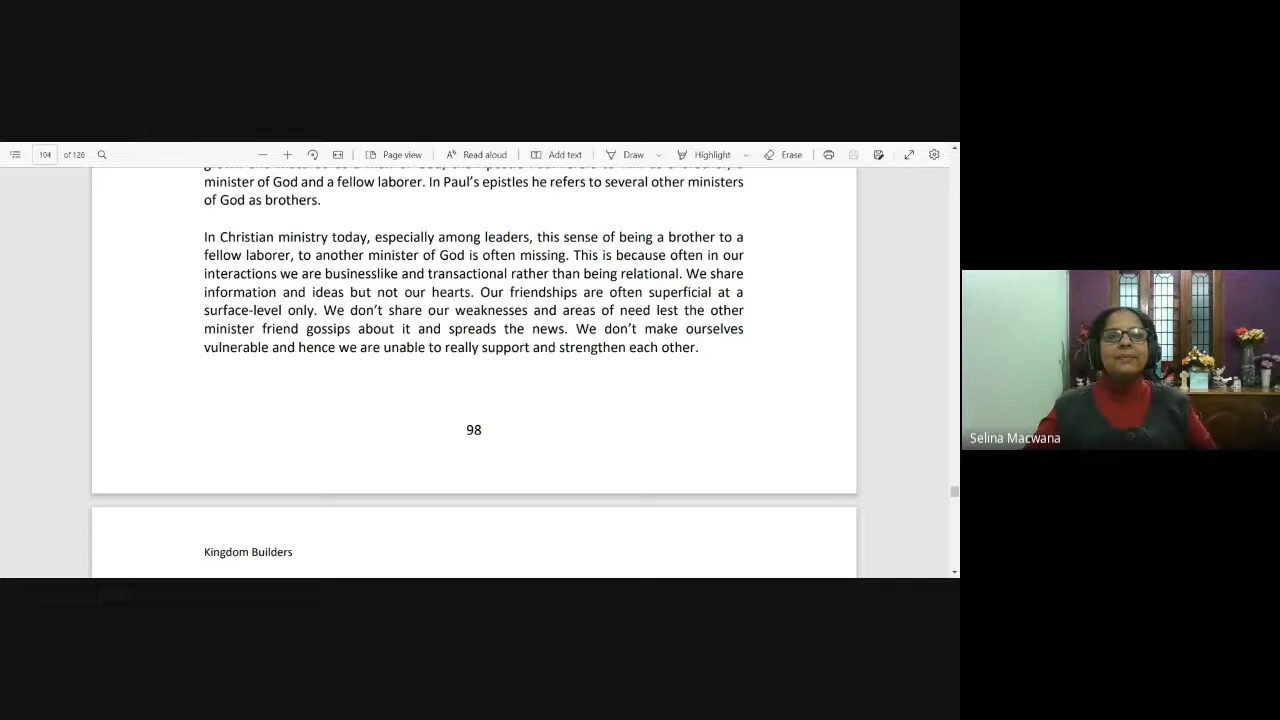 104 of 126 Page view Read aloud Add text Draw Highlight Erase
minister of God and a fellow laborer. In Paul’s epistles he refers to several other ministers
of God as brothers.
In Christian ministry today, especially among leaders, this sense of being a brother to a
fellow laborer, to another minister of God is often missing. This is because often in our
interactions we are businesslike and transactional rather than being relational. We share
information and ideas but not our hearts. Our friendships are often superficial at a
surface-level only. We don’t share our weaknesses and areas of need lest the other
minister friend gossips about it and spreads the news. We don’t make ourselves
vulnerable and hence we are unable to really support and strengthen each other.
98
Kingdom Builders
Selina Macwana